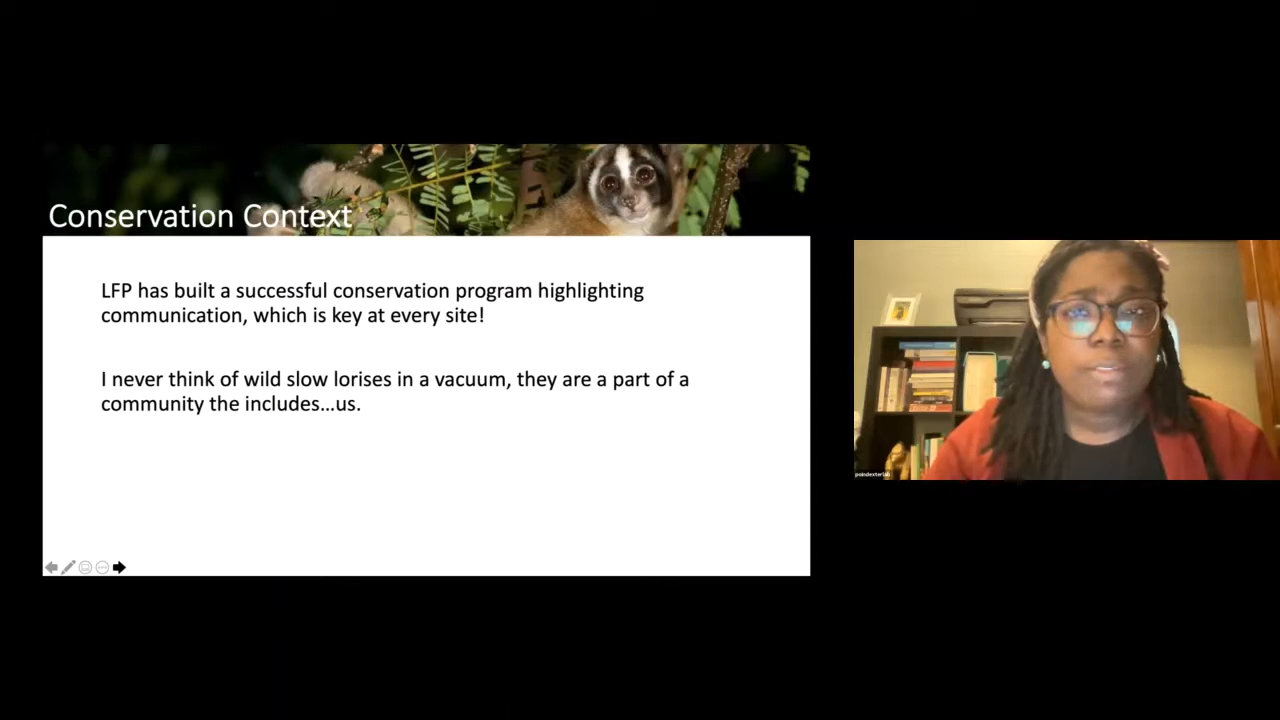 Conservation Context
LFP has built a successful conservation program highlighting
communication, which is key at every site!
I never think of wild slow lorises in a vacuum, they are a part of a
community the includes…us.
poindexterlab